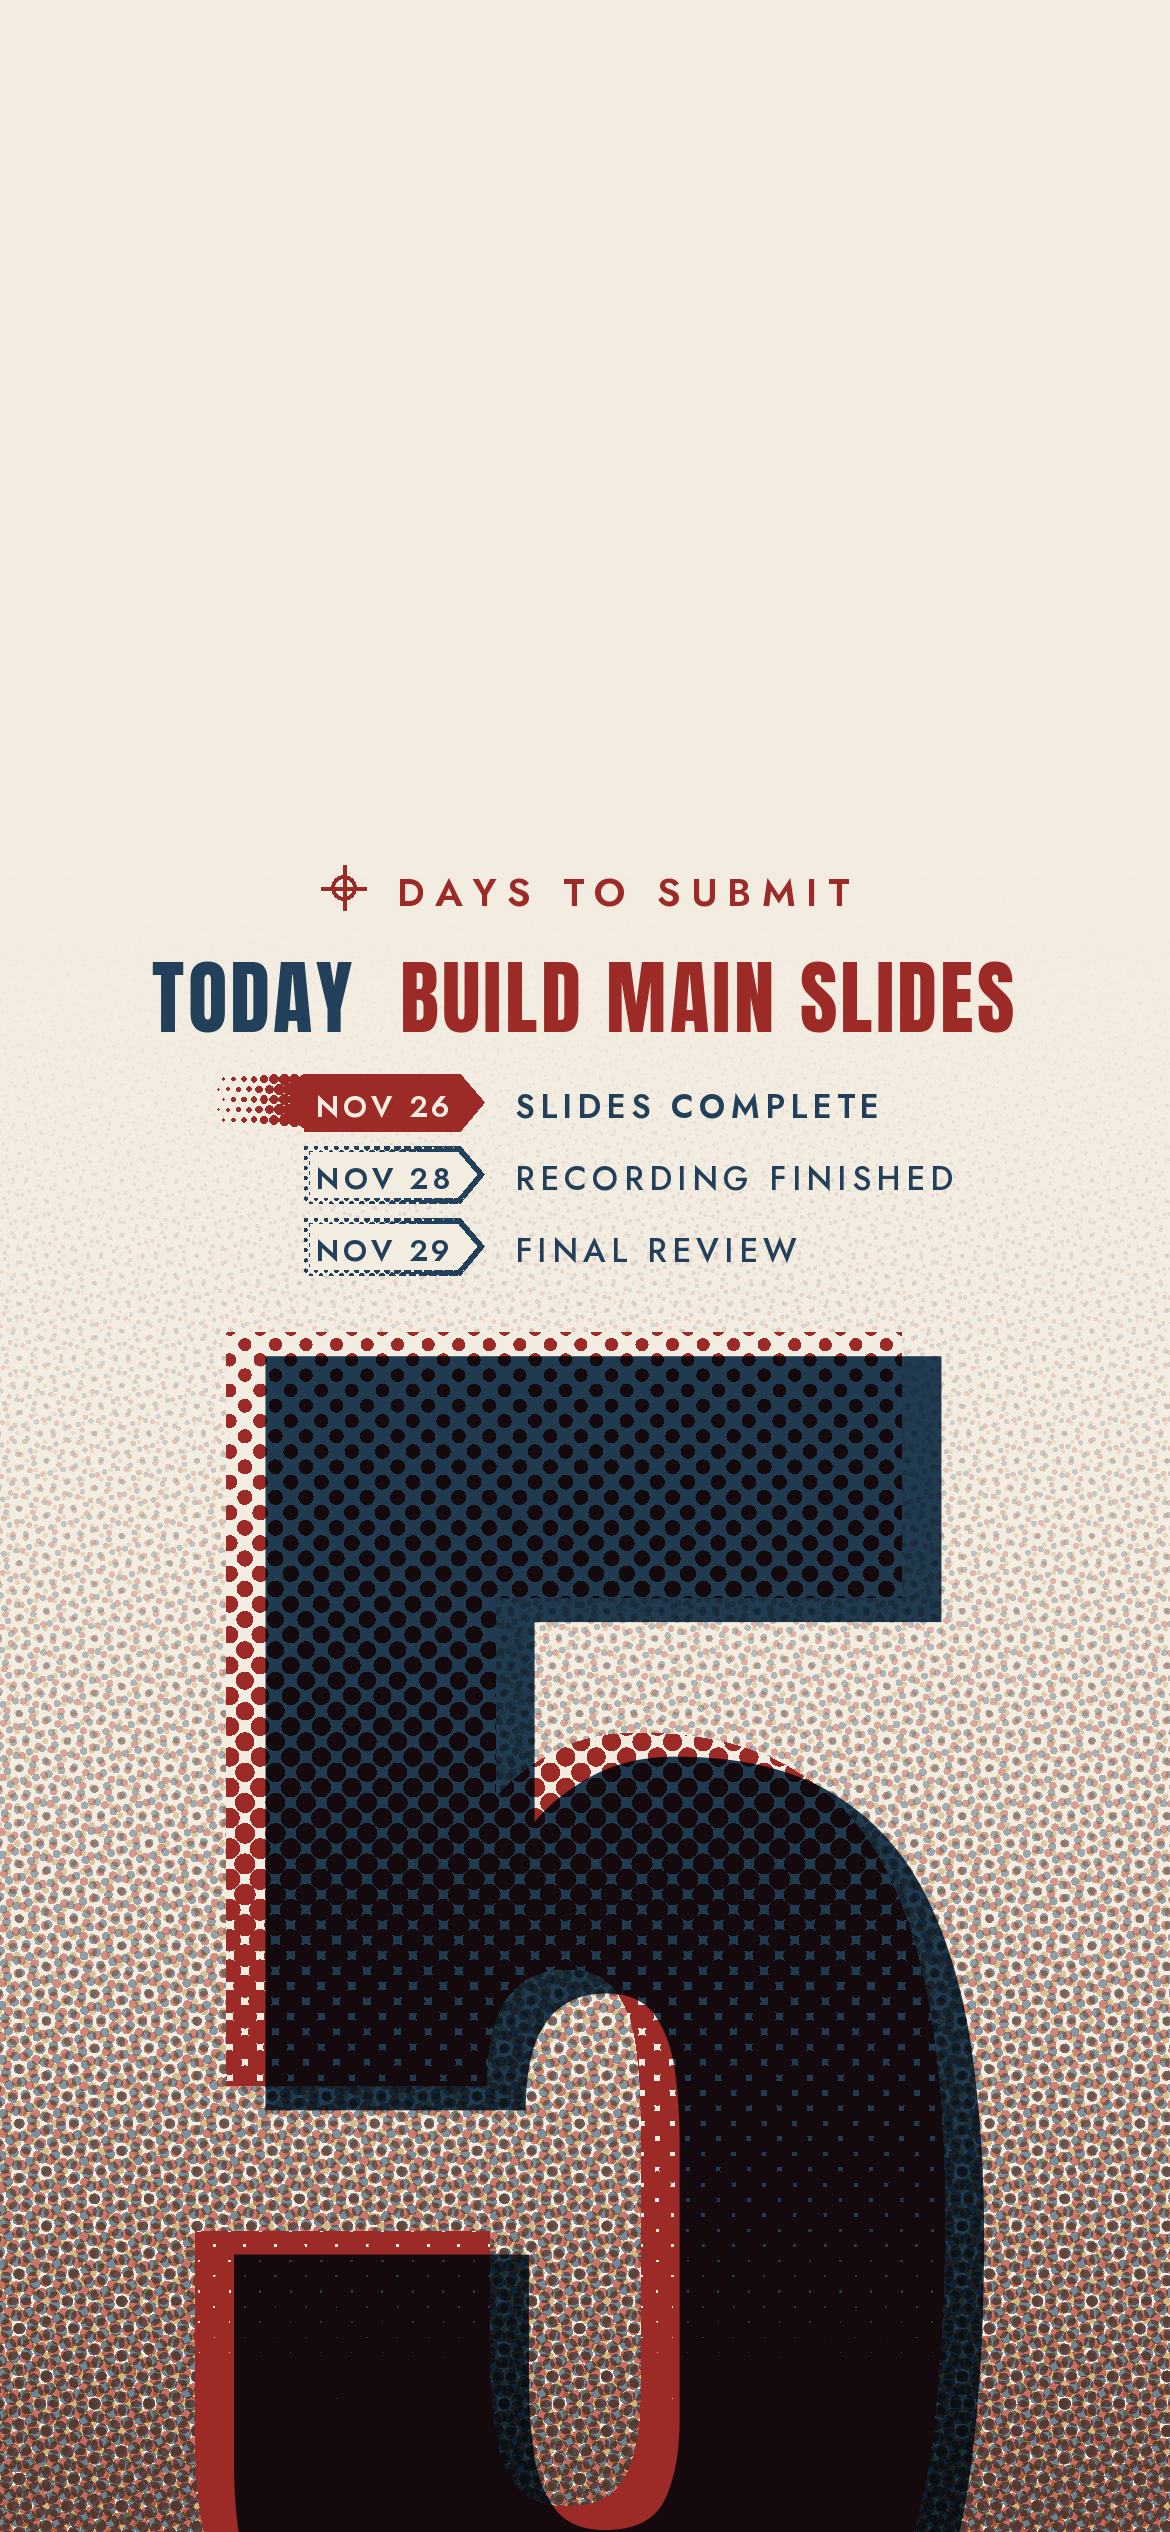 DAYS TO SUBMIT
TODAY BUILD MAIN SLIDES
NOV 26 SLIDES COMPLETE
NOV 28 RECORDING FINISHED
NOV 29 FINAL REVIEW
5